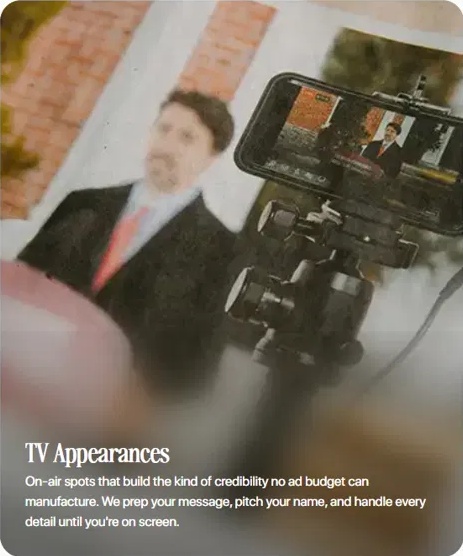 TV Appearances
On-air spots that build the kind of credibility no ad budget can
manufacture. We prep your message, pitch your name, and handle every
detail until you're on screen.